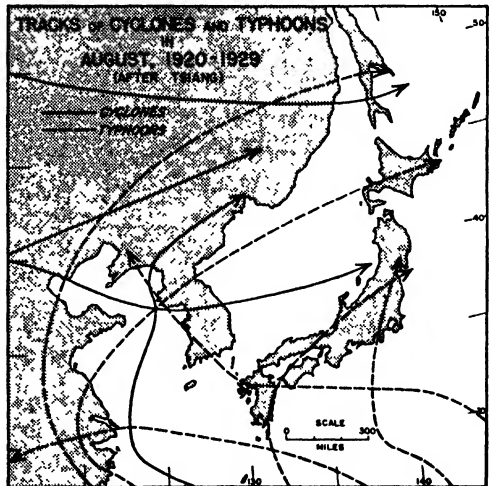 TRACKS OF CYCLONES AND TYPHOONS
IN
AUGUST, 1920-1929
(AFTER TSIANG)
CYCLONES
TYPHOONS
150
50
40
30
SCALE
0 300
MILES
130
140